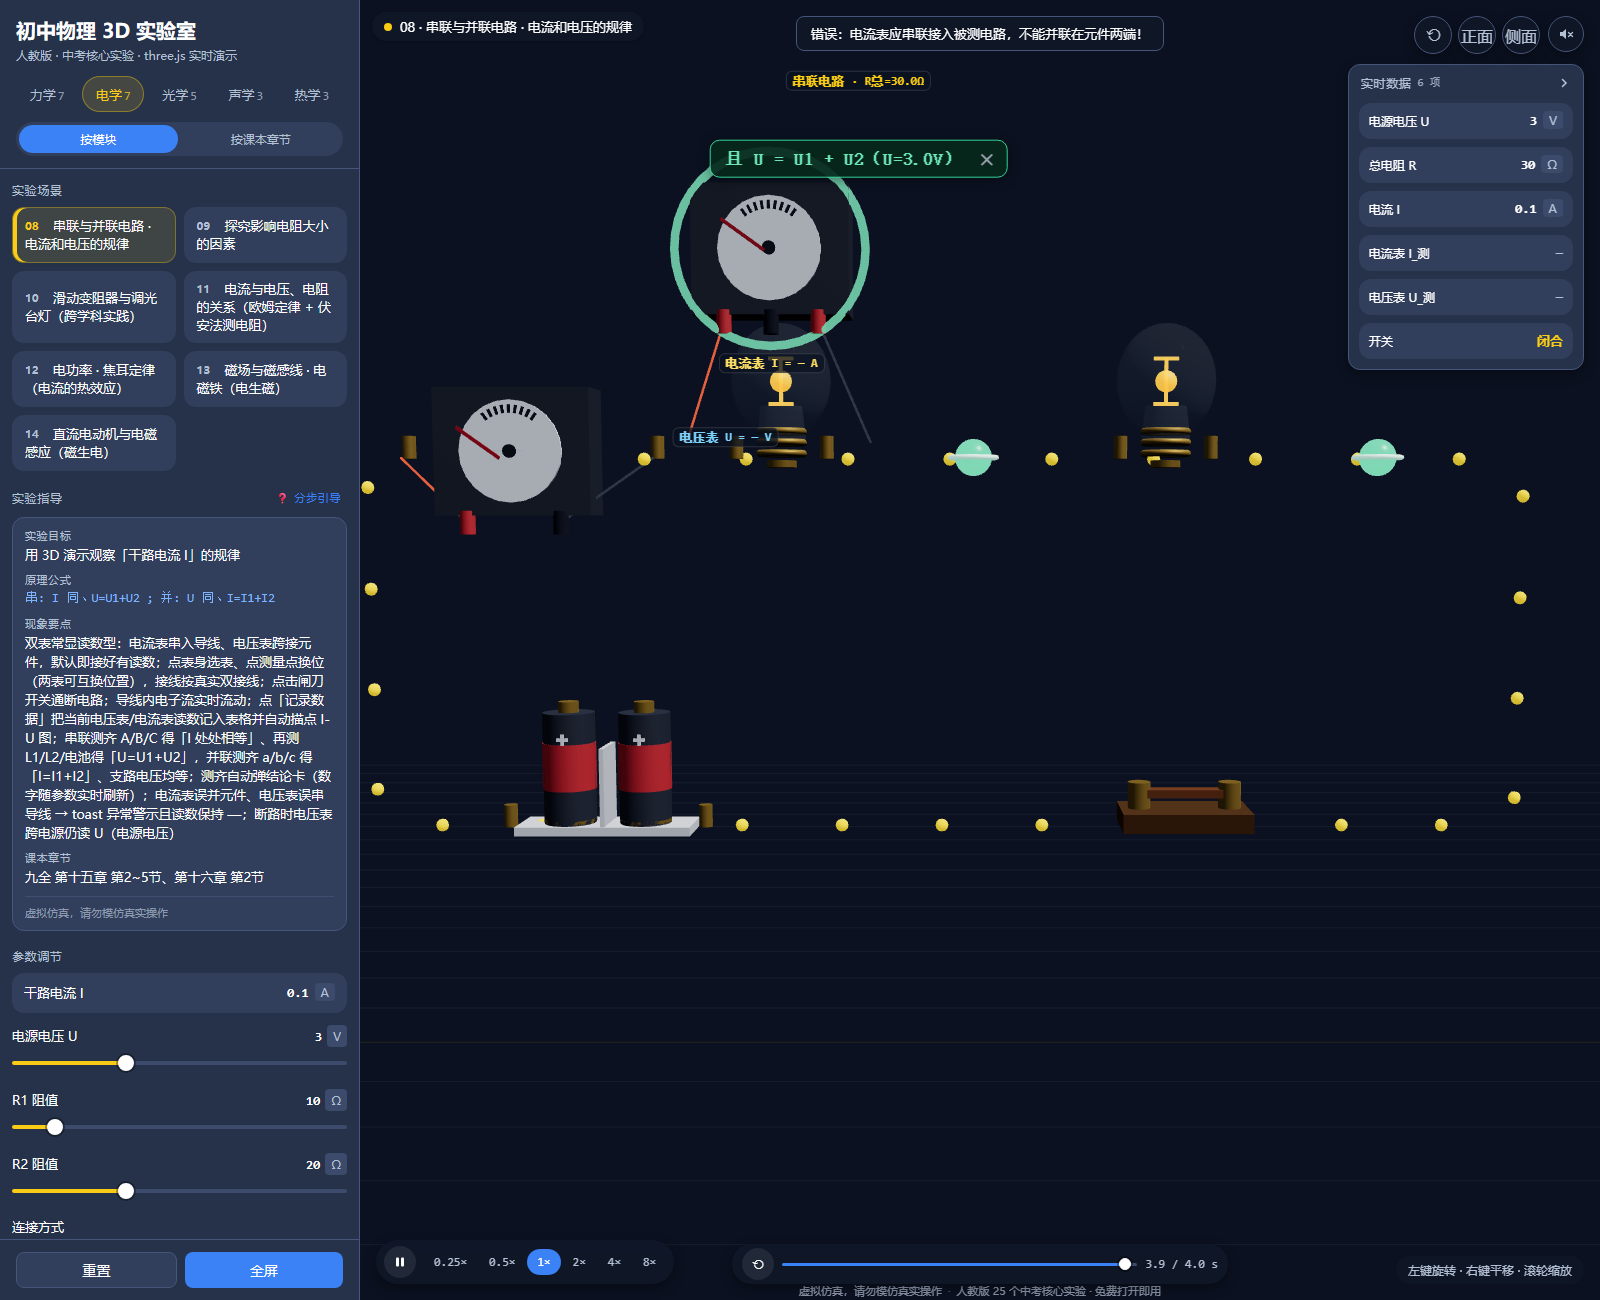 初中物理 3D 实验室
人教版 · 中考核心实验 · three.js 实时演示
力学7
电学7
光学5
声学3
热学3
按模块
按课本章节
实验场景
08 串联与并联电路 ·
电流和电压的规律
09 探究影响电阻大小
的因素
10 滑动变阻器与调光
台灯（跨学科实践）
11 电流与电压、电阻
的关系（欧姆定律 + 伏
安法测电阻）
12 电功率 · 焦耳定律
（电流的热效应）
13 磁场与磁感线 · 电
磁铁（电生磁）
14 直流电动机与电磁
感应（磁生电）
实验指导
❓ 分步引导
实验目标
用 3D 演示观察「干路电流 I」的规律
原理公式
串: I 同、U=U1+U2 ; 并: U 同、I=I1+I2
现象要点
双表常显读数型：电流表串入导线、电压表跨接元
件，默认即接好有读数；点表身选表、点测量点换位
（两表可互换位置），接线按真实双接线；点击闸刀
开关通断电路；导线内电子流实时流动；点「记录数
据」把当前电压表/电流表读数记入表格并自动描点 I-
U 图；串联测齐 A/B/C 得「I 处处相等」、再测
L1/L2/电池得「U=U1+U2」，并联测齐 a/b/c 得
「I=I1+I2」、支路电压均等；测齐自动弹结论卡（数
字随参数实时刷新）；电流表误并元件、电压表误串
导线 → toast 异常警示且读数保持 —；断路时电压表
跨电源仍读 U（电源电压）
课本章节
九全 第十五章 第2~5节、第十六章 第2节
虚拟仿真，请勿模仿真实操作
参数调节
干路电流 I 0.1 A
电源电压 U 3 V
R1 阻值 10 Ω
R2 阻值 20 Ω
连接方式
重置
全屏
08 · 串联与并联电路 · 电流和电压的规律
错误：电流表应串联接入被测电路，不能并联在元件两端！
正面
侧面
串联电路 · R总=30.0Ω
且 U = U1 + U2（U=3.0V） ✕
电流表 I = — A
电压表 U = — V
实时数据 6 项
电源电压 U 3 V
总电阻 R 30 Ω
电流 I 0.1 A
电流表 I_测 —
电压表 U_测 —
开关 闭合
0.25×
0.5×
1×
2×
4×
8×
3.9 / 4.0 s
虚拟仿真，请勿模仿真实操作 · 人教版 25 个中考核心实验 · 免费打开即用
左键旋转 · 右键平移 · 滚轮缩放